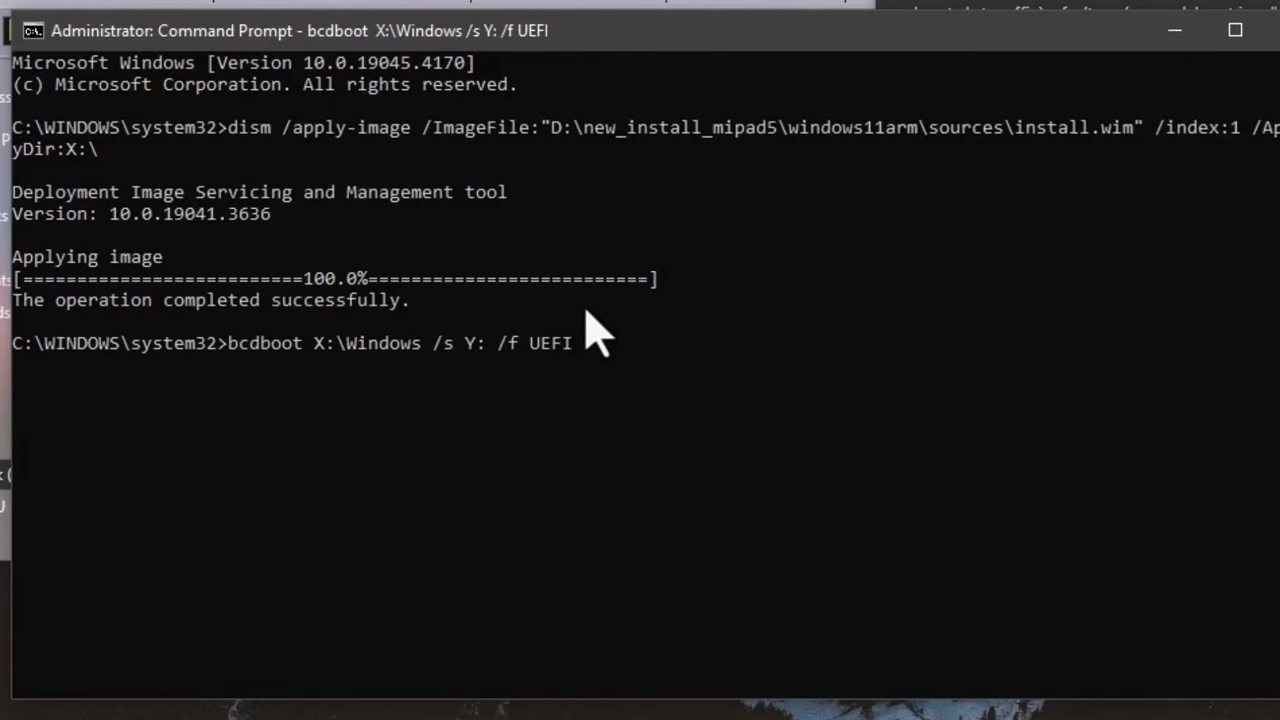 Administrator: Command Prompt - bcdboot  X:\Windows /s Y: /f UEFI
Microsoft Windows [Version 10.0.19045.4170]
(c) Microsoft Corporation. All rights reserved.
C:\WINDOWS\system32>dism /apply-image /ImageFile:"D:\new_install_mipad5\windows11arm\sources\install.wim" /index:1 /Ap
yDir:X:\
Deployment Image Servicing and Management tool
Version: 10.0.19041.3636
Applying image
[==========================100.0%==========================]
The operation completed successfully.
C:\WINDOWS\system32>bcdboot X:\Windows /s Y: /f UEFI